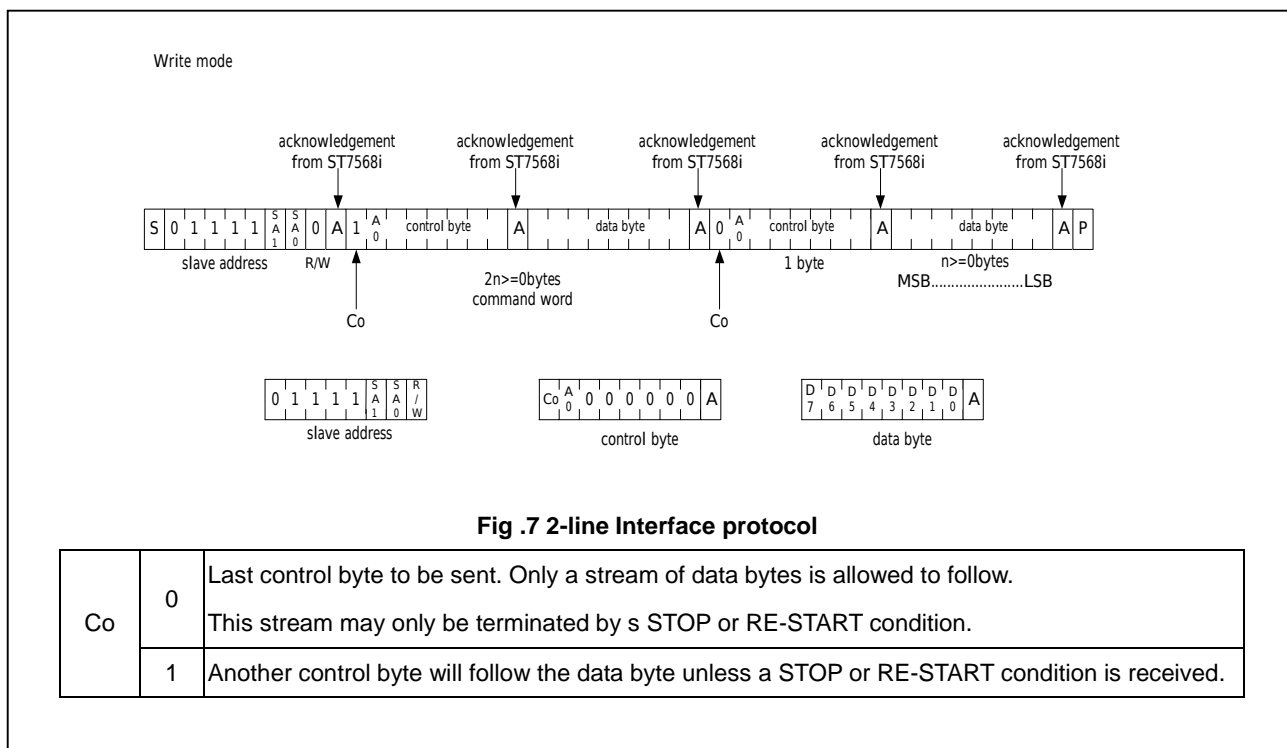 Write mode
acknowledgement acknowledgement acknowledgement acknowledgement acknowledgement
from ST7568i from ST7568i from ST7568i from ST7568i from ST7568i
S 0 1 1 1 1 SA1 SA0 0 A 1 A0 control byte A data byte A 0 A0 control byte A data byte A P
slave address R/W 1 byte n>=0bytes
2n>=0bytes MSB.......................LSB
command word
Co Co
0 1 1 1 1 SA1 SA0 R/W Co A0 0 0 0 0 0 0 A D7 D6 D5 D4 D3 D2 D1 D0 A
slave address control byte data byte
Fig .7 2-line Interface protocol
Co
0
Last control byte to be sent. Only a stream of data bytes is allowed to follow.
This stream may only be terminated by s STOP or RE-START condition.
1 Another control byte will follow the data byte unless a STOP or RE-START condition is received.